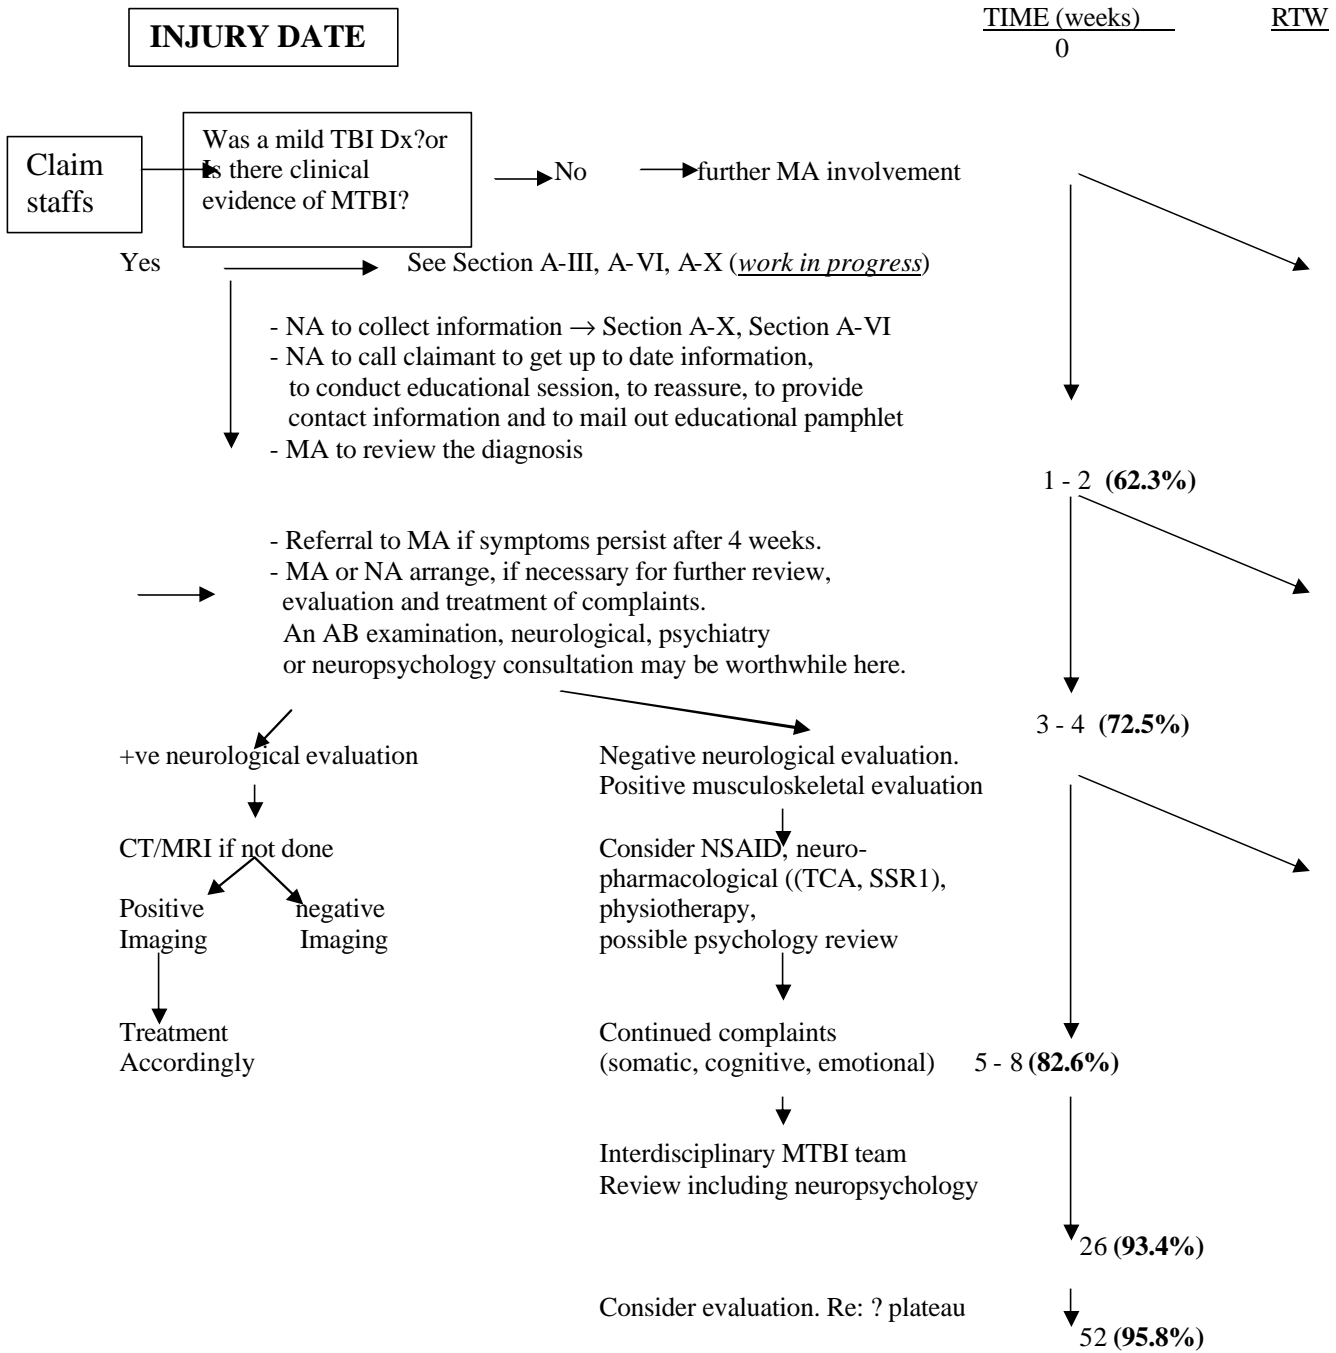 INJURY DATE
TIME (weeks)
RTW
0
Claim
staffs
Was a mild TBI Dx?or
Is there clinical
evidence of MTBI?
No
further MA involvement
Yes
See Section A-III, A-VI, A-X (work in progress)
- NA to collect information → Section A-X, Section A-VI
- NA to call claimant to get up to date information,
to conduct educational session, to reassure, to provide
contact information and to mail out educational pamphlet
- MA to review the diagnosis
1 - 2 (62.3%)
- Referral to MA if symptoms persist after 4 weeks.
- MA or NA arrange, if necessary for further review,
evaluation and treatment of complaints.
An AB examination, neurological, psychiatry
or neuropsychology consultation may be worthwhile here.
3 - 4 (72.5%)
+ve neurological evaluation
CT/MRI if not done
Positive
Imaging
negative
Imaging
Treatment
Accordingly
Negative neurological evaluation.
Positive musculoskeletal evaluation
Consider NSAID, neuro-
pharmacological ((TCA, SSR1),
physiotherapy,
possible psychology review
Continued complaints
(somatic, cognitive, emotional)
5 - 8 (82.6%)
Interdisciplinary MTBI team
Review including neuropsychology
26 (93.4%)
Consider evaluation. Re: ? plateau
52 (95.8%)